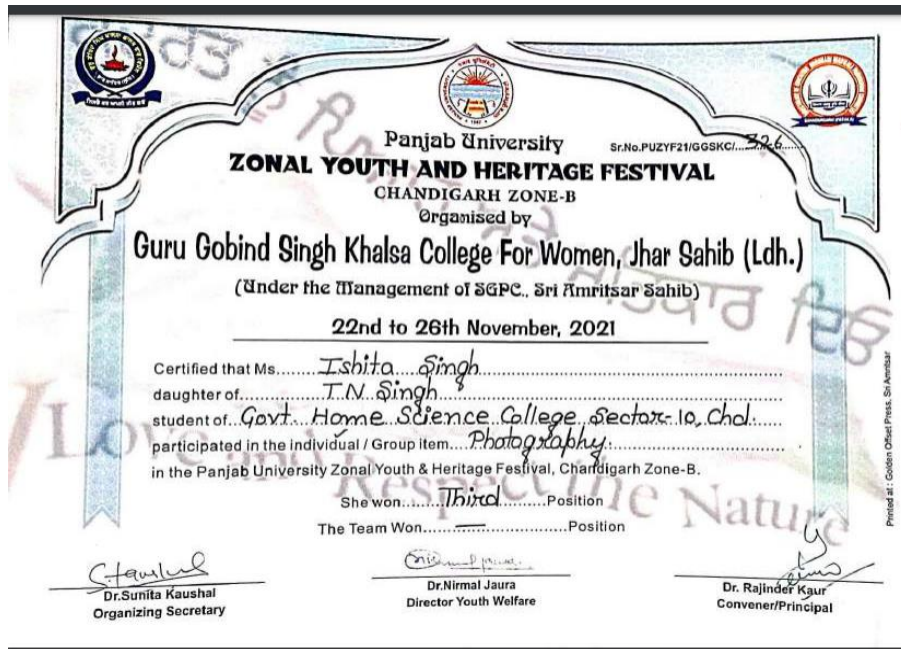 Panjab University
Sr.No.PUZYF21/GGSKC/....326......
ZONAL YOUTH AND HERITAGE FESTIVAL
CHANDIGARH ZONE-B
Organised by
Guru Gobind Singh Khalsa College For Women, Jhar Sahib (Ldh.)
(Under the Management of SGPC., Sri Amritsar Sahib)
22nd to 26th November, 2021
Certified that Ms........Ishita Singh
daughter of........T.N. Singh
student of...Govt. Home Science College Sector-10, Chd.
participated in the individual / Group item...Photography
in the Panjab University Zonal Youth & Heritage Festival, Chandigarh Zone-B.
She won..........Third..........Position
The Team Won.......—.......Position
Love and Respect The Nature
Dr.Sunita Kaushal
Organizing Secretary
Dr.Nirmal Jaura
Director Youth Welfare
Dr. Rajinder Kaur
Convener/Principal
Printed at : Golden Offset Press, Sri Amritsar